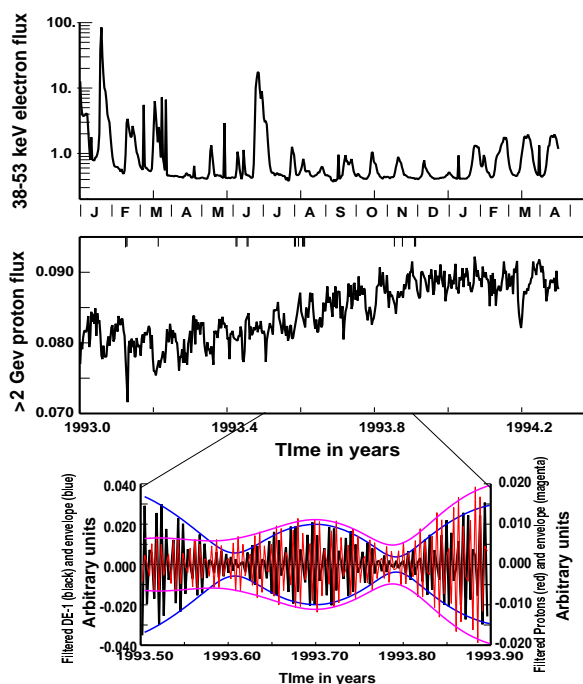 38-53 keV electron flux
100.
10.
1.0
J F M A M J J A S O N D J F M A
>2 Gev proton flux
0.090
0.080
0.070
1993.0 1993.4 1993.8 1994.2
TIme in years
Filtered DE-1 (black) and envelope (blue)
Arbitrary units
0.040
0.020
0.000
-0.020
-0.040
0.020
0.010
0.000
-0.010
-0.020
Arbitrary units
Filtered Protons (red) and envelope (magenta)
1993.50 1993.60 1993.70 1993.80 1993.90
TIme in years